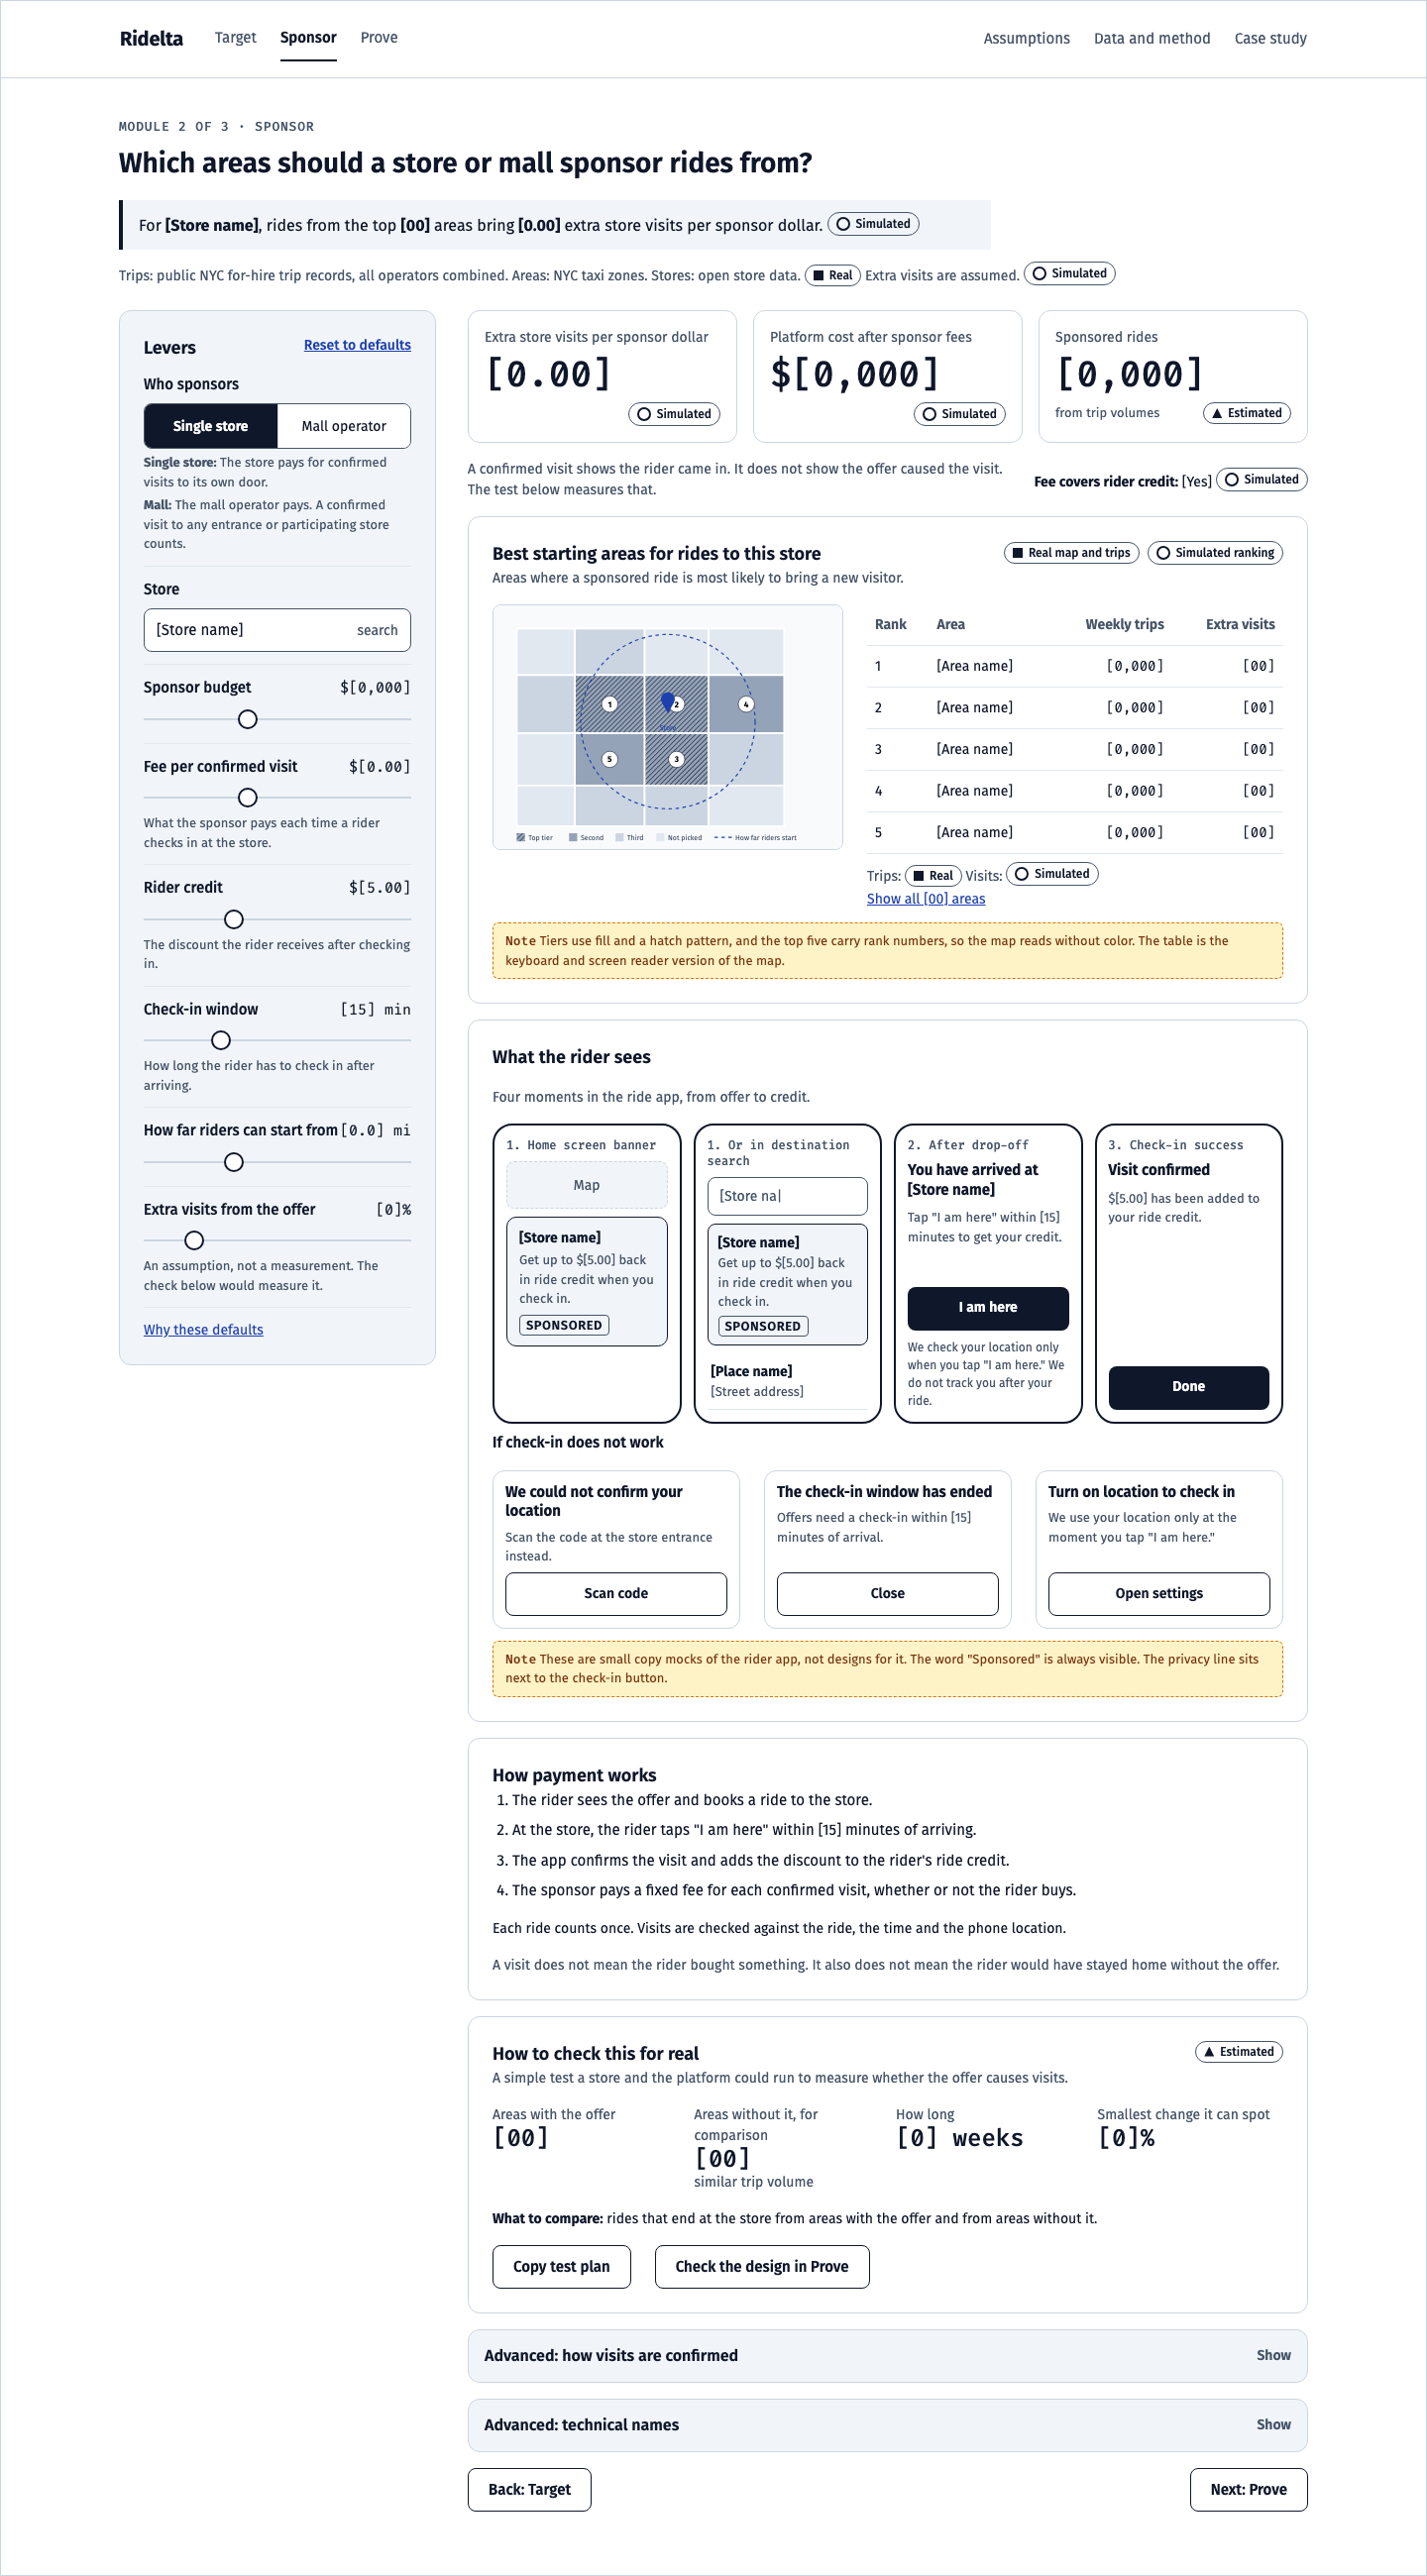 Ridelta
Target
Sponsor
Prove
Assumptions
Data and method
Case study
MODULE 2 OF 3 · SPONSOR
Which areas should a store or mall sponsor rides from?
For [Store name], rides from the top [00] areas bring [0.00] extra store visits per sponsor dollar. Simulated
Trips: public NYC for-hire trip records, all operators combined. Areas: NYC taxi zones. Stores: open store data. Real Extra visits are assumed. Simulated
Levers
Reset to defaults
Who sponsors
Single store
Mall operator
Single store: The store pays for confirmed
visits to its own door.
Mall: The mall operator pays. A confirmed
visit to any entrance or participating store
counts.
Store
[Store name]
search
Sponsor budget
$[0,000]
Fee per confirmed visit
$[0.00]
What the sponsor pays each time a rider
checks in at the store.
Rider credit
$[5.00]
The discount the rider receives after checking
in.
Check-in window
[15] min
How long the rider has to check in after
arriving.
How far riders can start from
[0.0] mi
Extra visits from the offer
[0]%
An assumption, not a measurement. The
check below would measure it.
Why these defaults
Extra store visits per sponsor dollar
[0.00]
Simulated
Platform cost after sponsor fees
$[0,000]
Simulated
Sponsored rides
[0,000]
from trip volumes
Estimated
A confirmed visit shows the rider came in. It does not show the offer caused the visit.
The test below measures that.
Fee covers rider credit: [Yes] Simulated
Best starting areas for rides to this store
Real map and trips
Simulated ranking
Areas where a sponsored ride is most likely to bring a new visitor.
1
2
4
Store
5
3
Top tier
Second
Third
Not picked
How far riders start
Rank Area Weekly trips Extra visits
1 [Area name] [0,000] [00]
2 [Area name] [0,000] [00]
3 [Area name] [0,000] [00]
4 [Area name] [0,000] [00]
5 [Area name] [0,000] [00]
Trips: Real Visits: Simulated
Show all [00] areas
Note Tiers use fill and a hatch pattern, and the top five carry rank numbers, so the map reads without color. The table is the
keyboard and screen reader version of the map.
What the rider sees
Four moments in the ride app, from offer to credit.
1. Home screen banner
Map
[Store name]
Get up to $[5.00] back
in ride credit when you
check in.
SPONSORED
1. Or in destination
search
[Store na|
[Store name]
Get up to $[5.00] back
in ride credit when you
check in.
SPONSORED
[Place name]
[Street address]
2. After drop-off
You have arrived at
[Store name]
Tap "I am here" within [15]
minutes to get your credit.
I am here
We check your location only
when you tap "I am here." We
do not track you after your
ride.
3. Check-in success
Visit confirmed
$[5.00] has been added to
your ride credit.
Done
If check-in does not work
We could not confirm your
location
Scan the code at the store entrance
instead.
Scan code
The check-in window has ended
Offers need a check-in within [15]
minutes of arrival.
Close
Turn on location to check in
We use your location only at the
moment you tap "I am here."
Open settings
Note These are small copy mocks of the rider app, not designs for it. The word "Sponsored" is always visible. The privacy line sits
next to the check-in button.
How payment works
1. The rider sees the offer and books a ride to the store.
2. At the store, the rider taps "I am here" within [15] minutes of arriving.
3. The app confirms the visit and adds the discount to the rider's ride credit.
4. The sponsor pays a fixed fee for each confirmed visit, whether or not the rider buys.
Each ride counts once. Visits are checked against the ride, the time and the phone location.
A visit does not mean the rider bought something. It also does not mean the rider would have stayed home without the offer.
How to check this for real
Estimated
A simple test a store and the platform could run to measure whether the offer causes visits.
Areas with the offer
[00]
Areas without it, for
comparison
[00]
similar trip volume
How long
[0] weeks
Smallest change it can spot
[0]%
What to compare: rides that end at the store from areas with the offer and from areas without it.
Copy test plan
Check the design in Prove
Advanced: how visits are confirmed
Show
Advanced: technical names
Show
Back: Target
Next: Prove